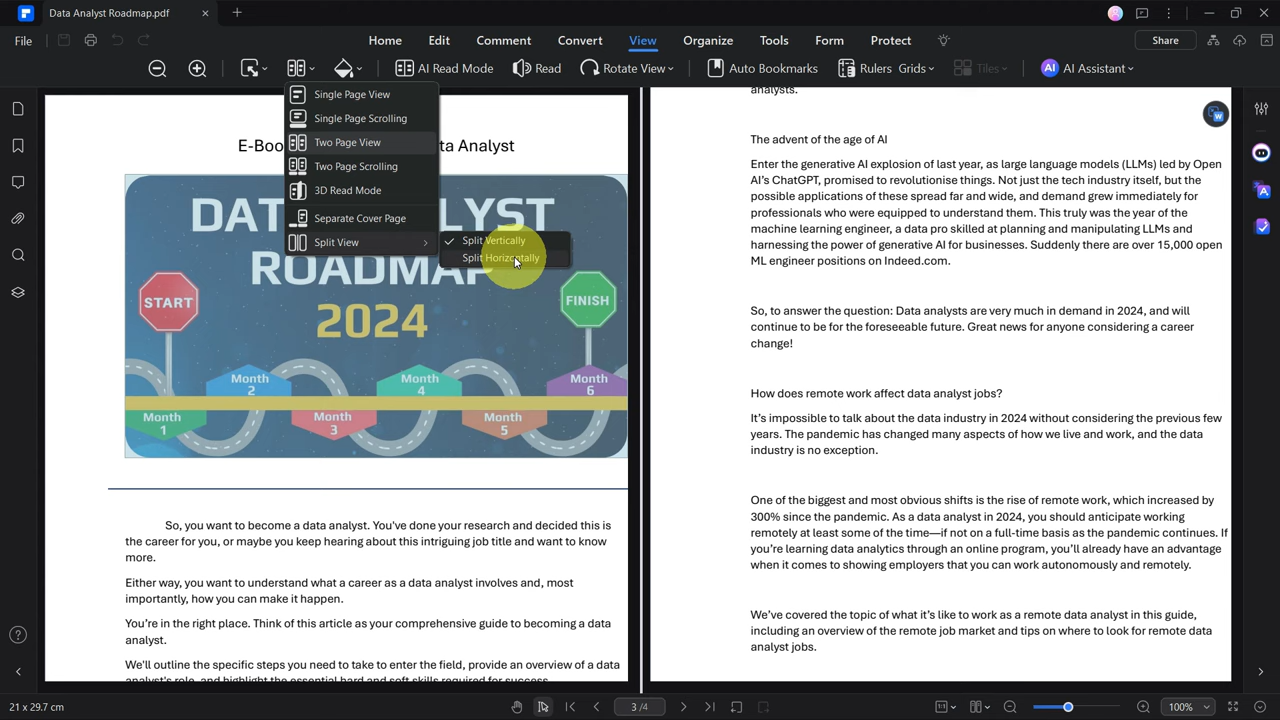 Data Analyst Roadmap.pdf
File
Home
Edit
Comment
Convert
View
Organize
Tools
Form
Protect
Share
AI Read Mode
Read
Rotate View
Auto Bookmarks
Rulers
Grids
Tiles
AI Assistant
Single Page View
Single Page Scrolling
Two Page View
Two Page Scrolling
3D Read Mode
Separate Cover Page
Split View
Split Vertically
Split Horizontally
E-Boo
ta Analyst
DAT
LYST
ROADMAP
2024
START
FINISH
Month
1
Month
2
Month
3
Month
4
Month
5
Month
6
So, you want to become a data analyst. You've done your research and decided this is
the career for you, or maybe you keep hearing about this intriguing job title and want to know
more.
Either way, you want to understand what a career as a data analyst involves and, most
importantly, how you can make it happen.
You're in the right place. Think of this article as your comprehensive guide to becoming a data
analyst.
We'll outline the specific steps you need to take to enter the field, provide an overview of a data
analyst's role, and highlight the essential hard and soft skills required for success.
analysts.
The advent of the age of AI
Enter the generative AI explosion of last year, as large language models (LLMs) led by Open
AI's ChatGPT, promised to revolutionise things. Not just the tech industry itself, but the
possible applications of these spread far and wide, and demand grew immediately for
professionals who were equipped to understand them. This truly was the year of the
machine learning engineer, a data pro skilled at planning and manipulating LLMs and
harnessing the power of generative AI for businesses. Suddenly there are over 15,000 open
ML engineer positions on Indeed.com.
So, to answer the question: Data analysts are very much in demand in 2024, and will
continue to be for the foreseeable future. Great news for anyone considering a career
change!
How does remote work affect data analyst jobs?
It's impossible to talk about the data industry in 2024 without considering the previous few
years. The pandemic has changed many aspects of how we live and work, and the data
industry is no exception.
One of the biggest and most obvious shifts is the rise of remote work, which increased by
300% since the pandemic. As a data analyst in 2024, you should anticipate working
remotely at least some of the time—if not on a full-time basis as the pandemic continues. If
you're learning data analytics through an online program, you'll already have an advantage
when it comes to showing employers that you can work autonomously and remotely.
We've covered the topic of what it's like to work as a remote data analyst in this guide,
including an overview of the remote job market and tips on where to look for remote data
analyst jobs.
21 x 29.7 cm
3 /4
100%